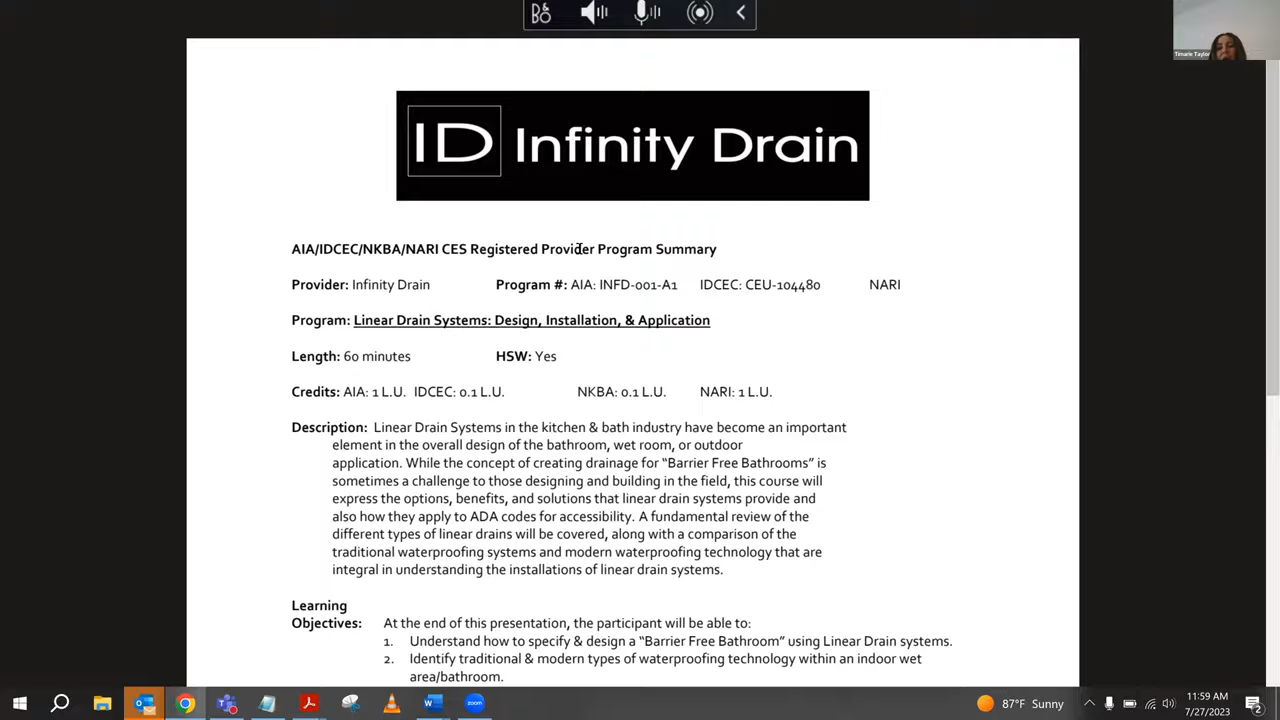 B&O
Timarie Taylor
ID Infinity Drain
AIA/IDCEC/NKBA/NARI CES Registered Provider Program Summary
Provider: Infinity Drain Program #: AIA: INFD-001-A1 IDCEC: CEU-104480 NARI
Program: Linear Drain Systems: Design, Installation, & Application
Length: 60 minutes HSW: Yes
Credits: AIA: 1 L.U. IDCEC: 0.1 L.U. NKBA: 0.1 L.U. NARI: 1 L.U.
Description: Linear Drain Systems in the kitchen & bath industry have become an important
element in the overall design of the bathroom, wet room, or outdoor
application. While the concept of creating drainage for “Barrier Free Bathrooms” is
sometimes a challenge to those designing and building in the field, this course will
express the options, benefits, and solutions that linear drain systems provide and
also how they apply to ADA codes for accessibility. A fundamental review of the
different types of linear drains will be covered, along with a comparison of the
traditional waterproofing systems and modern waterproofing technology that are
integral in understanding the installations of linear drain systems.
Learning
Objectives: At the end of this presentation, the participant will be able to:
1. Understand how to specify & design a “Barrier Free Bathroom” using Linear Drain systems.
2. Identify traditional & modern types of waterproofing technology within an indoor wet
area/bathroom.
zoom
87°F Sunny
11:59 AM
7/27/2023
2